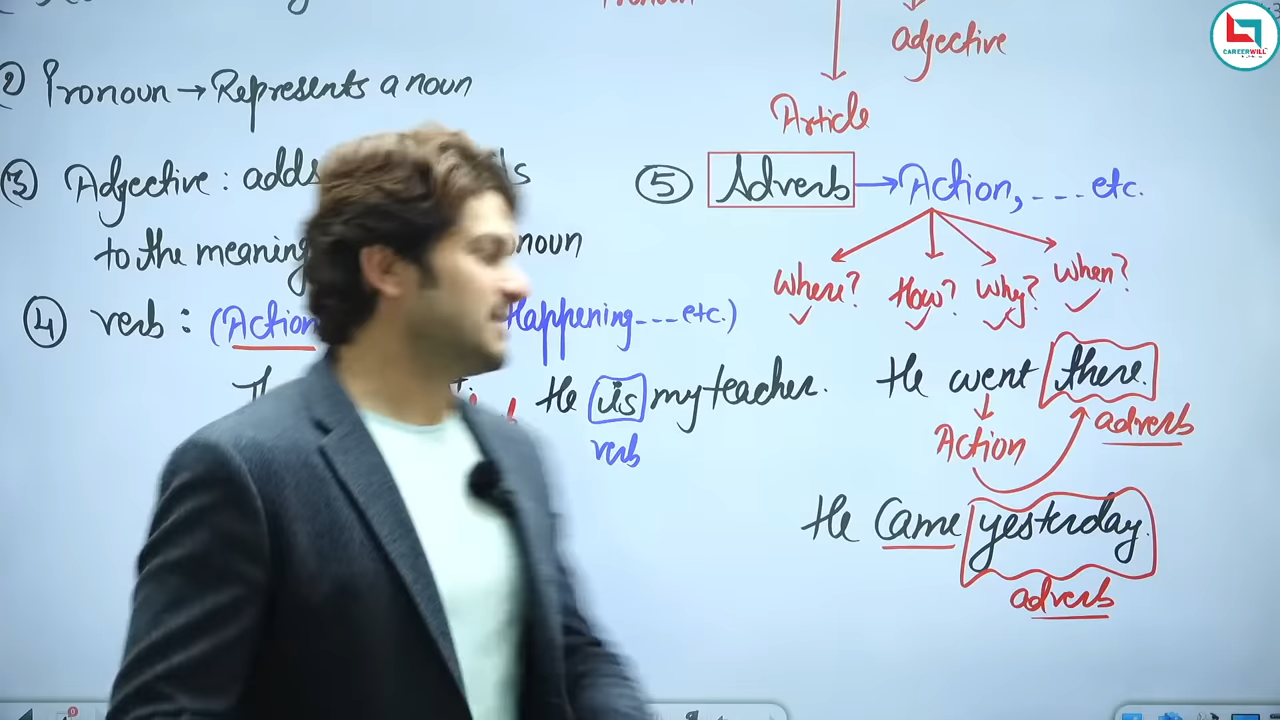 ② Pronoun → Represents a noun
③ Adjective : adds
to the meaning noun
④ verb : (Action Happening---etc.)
He is my teacher.
verb
adjective
Article
⑤ Adverb → Action, ---- etc.
Where? How? Why? When?
He went there.
Action adverb
He Came yesterday.
adverb
CAREERWILL